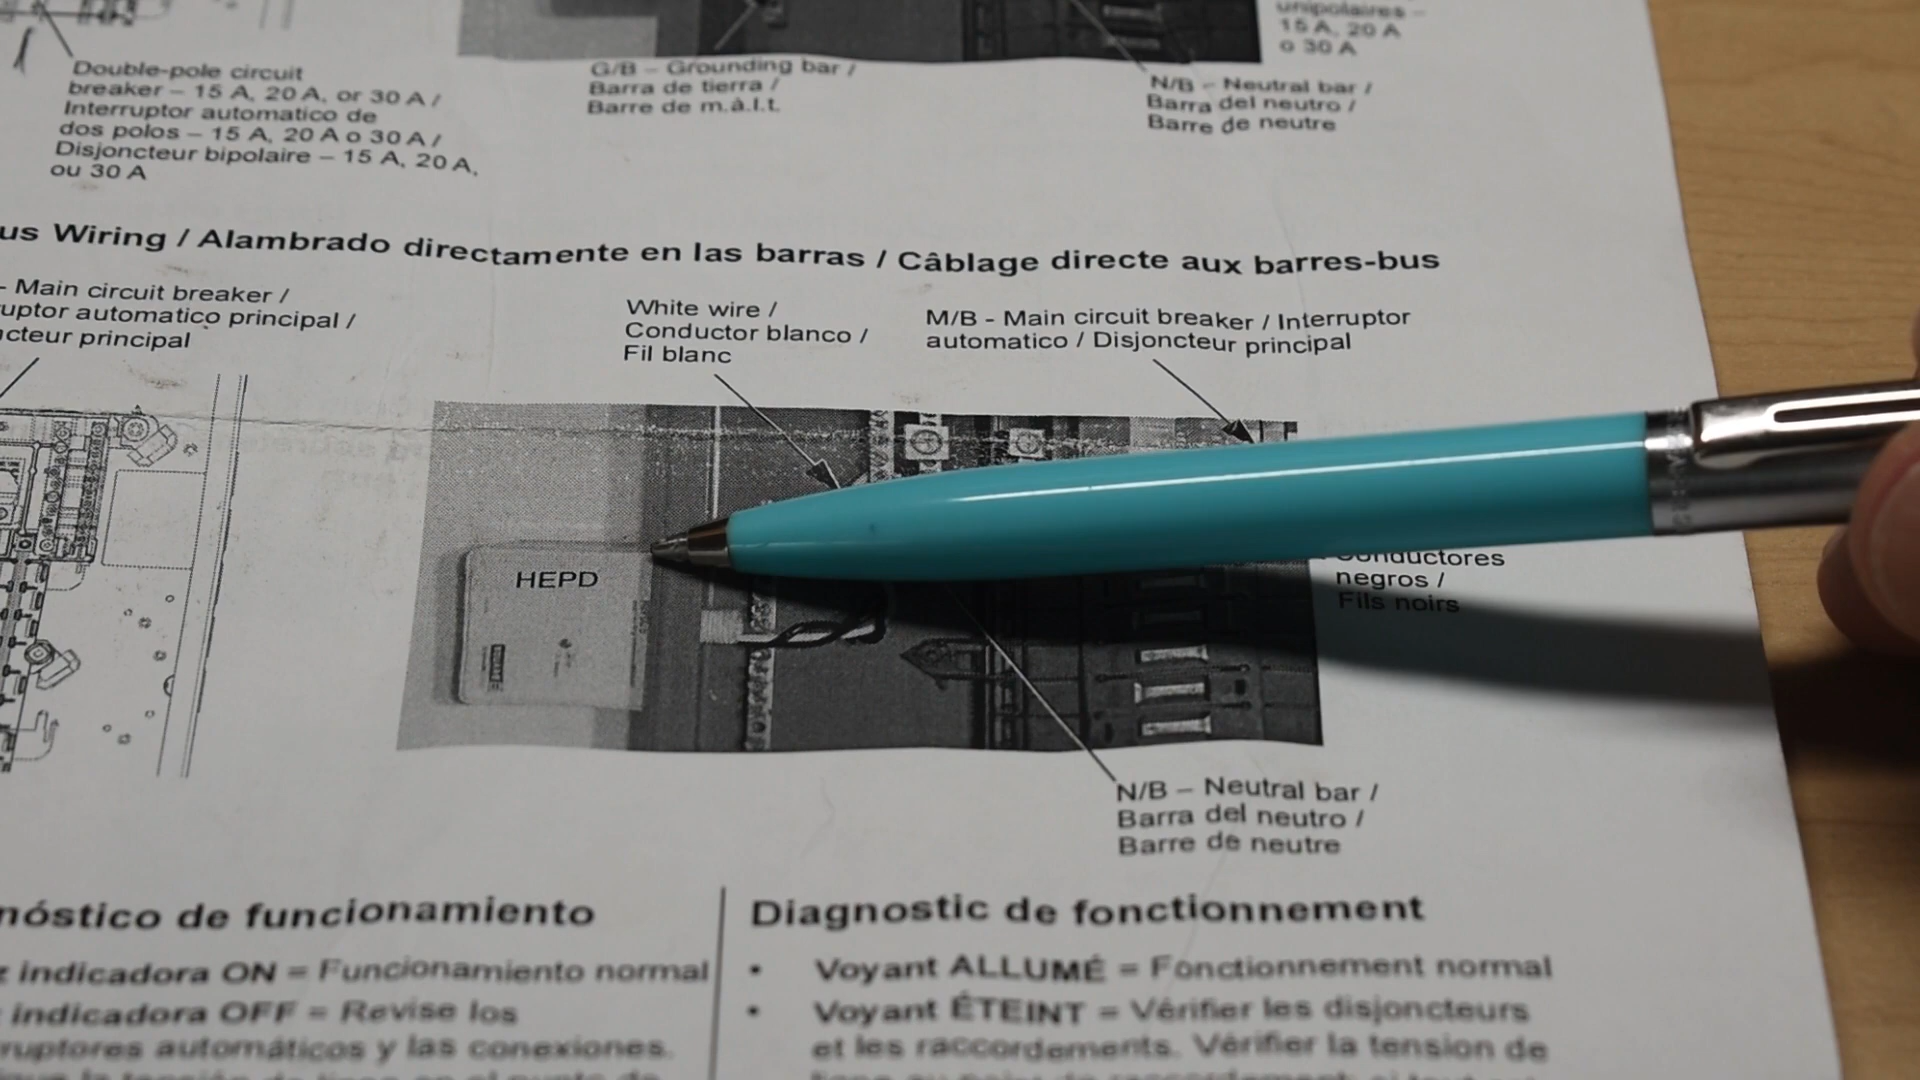 unipolaires –
15 A, 20 A
o 30 A
Double-pole circuit
breaker – 15 A, 20 A, or 30 A /
Interruptor automatico de
dos polos – 15 A, 20 A o 30 A /
Disjoncteur bipolaire – 15 A, 20 A,
ou 30 A
G/B – Grounding bar /
Barra de tierra /
Barre de m.à.l.t.
N/B – Neutral bar /
Barra del neutro /
Barre de neutre
us Wiring / Alambrado directamente en las barras / Câblage directe aux barres-bus
- Main circuit breaker /
uptor automatico principal /
cteur principal
White wire /
Conductor blanco /
Fil blanc
M/B - Main circuit breaker / Interruptor
automatico / Disjoncteur principal
HEPD
Conductores
negros /
Fils noirs
N/B – Neutral bar /
Barra del neutro /
Barre de neutre
nóstico de funcionamiento
indicadora ON = Funcionamiento normal
indicadora OFF = Revise los
ruptores automáticos y las conexiones.
Diagnostic de fonctionnement
• Voyant ALLUMÉ = Fonctionnement normal
• Voyant ÉTEINT = Vérifier les disjoncteurs
et les raccordements. Vérifier la tension de